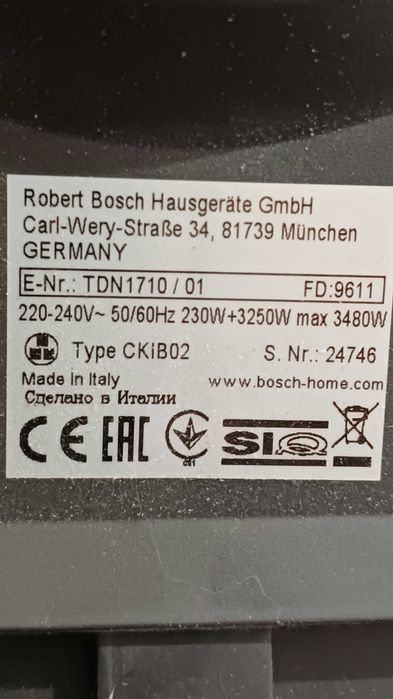 Robert Bosch Hausgeräte GmbH
Carl-Wery-Straße 34, 81739 München
GERMANY
E-Nr.: TDN1710 / 01 FD:9611
220-240V~ 50/60Hz 230W+3250W max 3480W
Type CKiB02 S. Nr.: 24746
Made in Italy www.bosch-home.com
Сделано в Италии
CE EAC SIQ